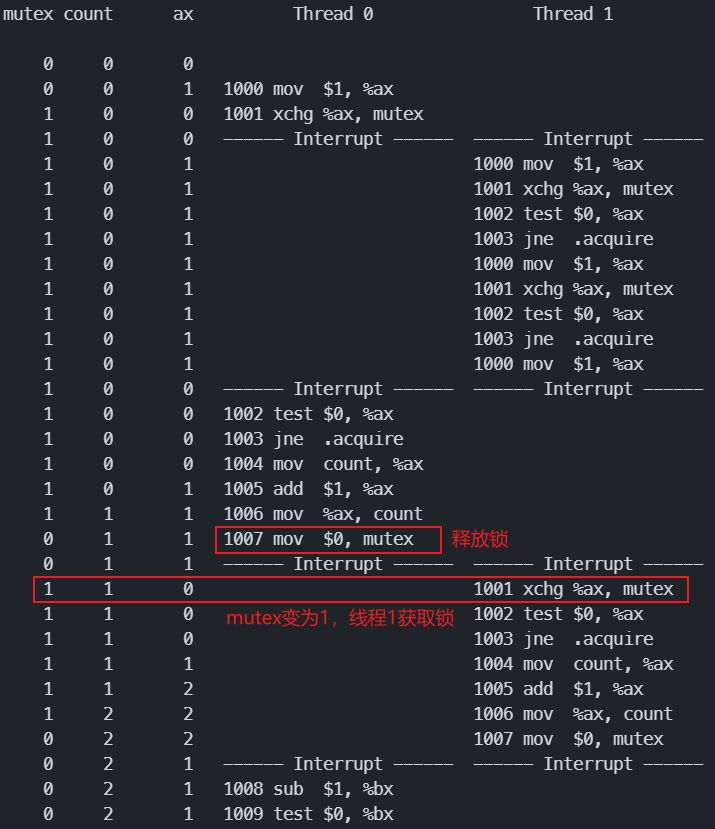 mutex count ax Thread 0 Thread 1
0 0 0
0 0 1 1000 mov $1, %ax
1 0 0 1001 xchg %ax, mutex
1 0 0 —————— Interrupt —————— —————— Interrupt ——————
1 0 1 1000 mov $1, %ax
1 0 1 1001 xchg %ax, mutex
1 0 1 1002 test $0, %ax
1 0 1 1003 jne .acquire
1 0 1 1000 mov $1, %ax
1 0 1 1001 xchg %ax, mutex
1 0 1 1002 test $0, %ax
1 0 1 1003 jne .acquire
1 0 1 1000 mov $1, %ax
1 0 0 —————— Interrupt —————— —————— Interrupt ——————
1 0 0 1002 test $0, %ax
1 0 0 1003 jne .acquire
1 0 0 1004 mov count, %ax
1 0 1 1005 add $1, %ax
1 1 1 1006 mov %ax, count
0 1 1 1007 mov $0, mutex 释放锁
0 1 1 —————— Interrupt —————— —————— Interrupt ——————
1 1 0 1001 xchg %ax, mutex
1 1 0 mutex变为1，线程1获取锁 1002 test $0, %ax
1 1 0 1003 jne .acquire
1 1 1 1004 mov count, %ax
1 1 2 1005 add $1, %ax
1 2 2 1006 mov %ax, count
0 2 2 1007 mov $0, mutex
0 2 1 —————— Interrupt —————— —————— Interrupt ——————
0 2 1 1008 sub $1, %bx
0 2 1 1009 test $0, %bx